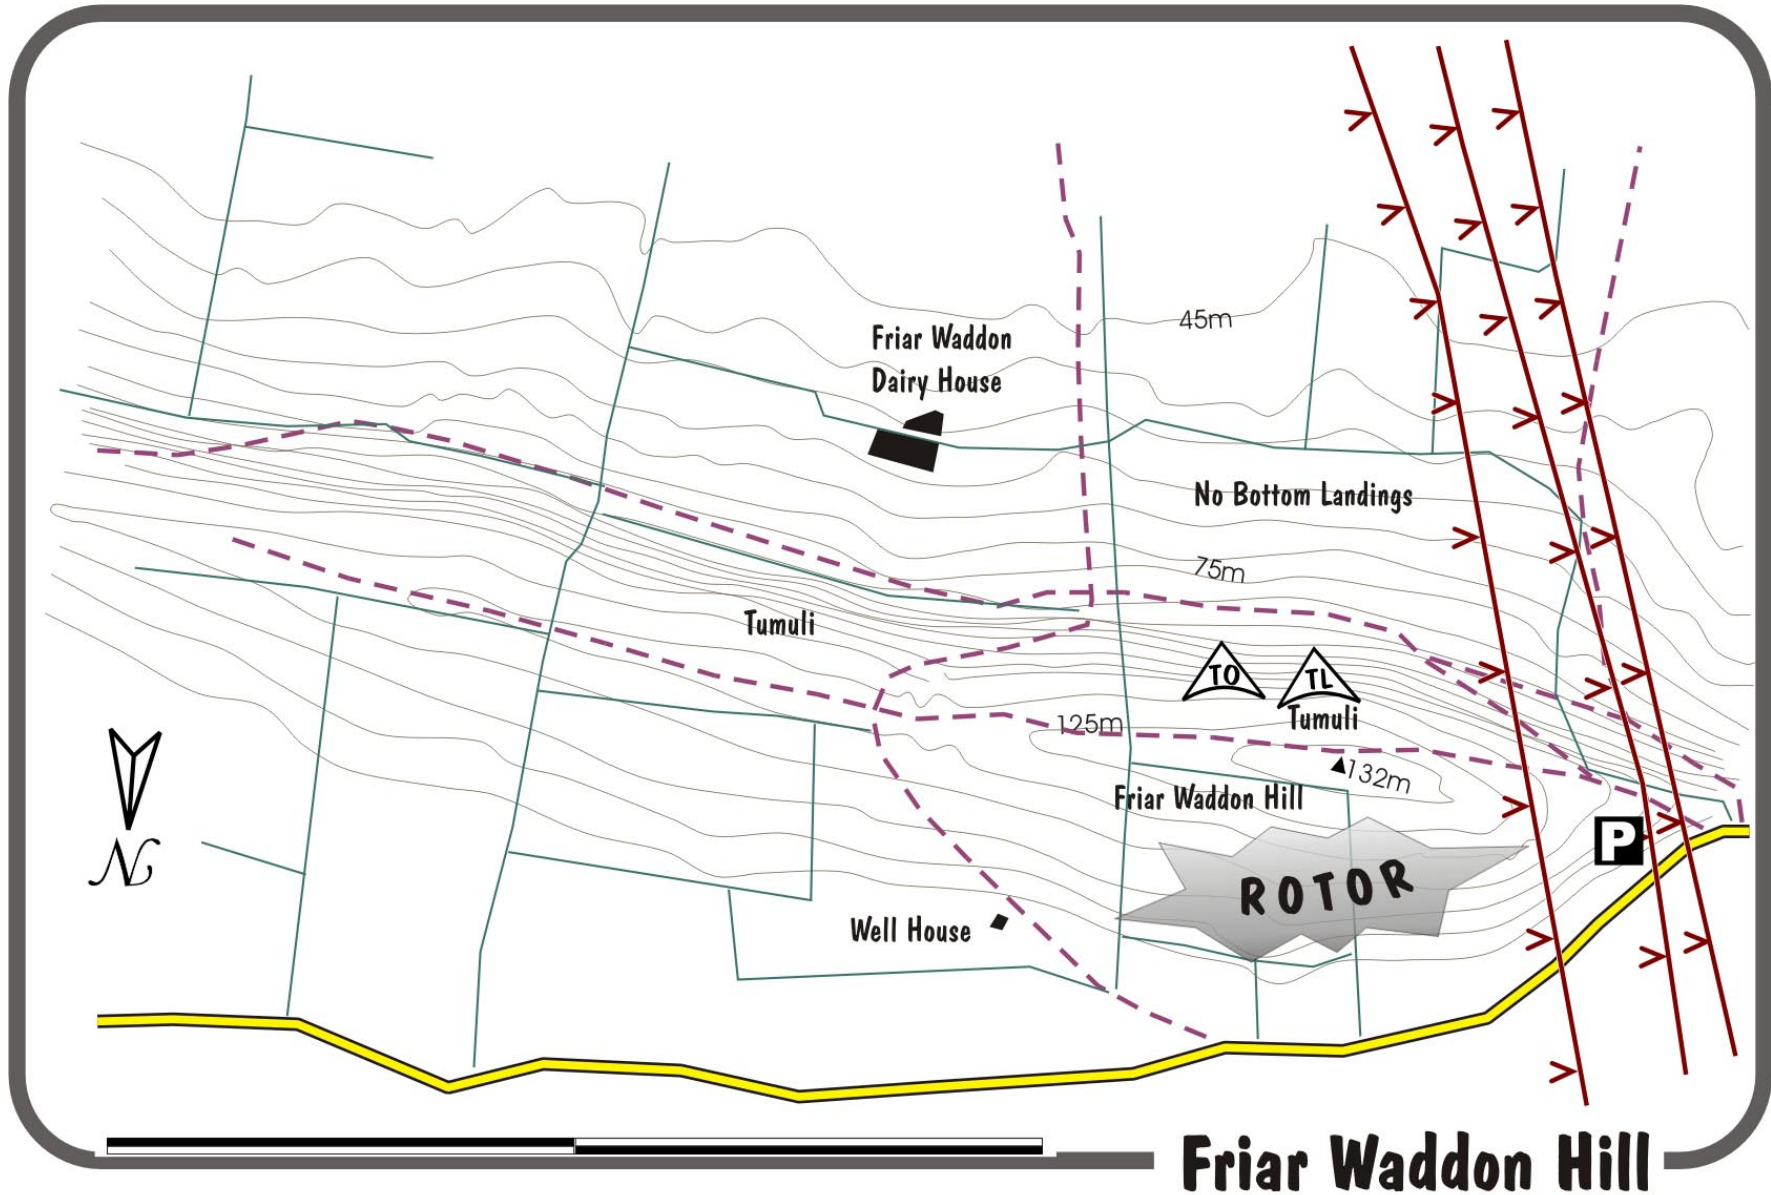 45m
Friar Waddon
Dairy House
No Bottom Landings
75m
Tumuli
TO
TL
Tumuli
125m
132m
Friar Waddon Hill
P
N
ROTOR
Well House
Friar Waddon Hill